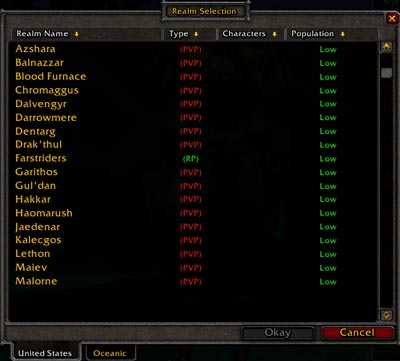 Realm Selection
Realm Name Type Characters Population
Azshara (PVP) Low
Balnazzar (PVP) Low
Blood Furnace (PVP) Low
Chromaggus (PVP) Low
Dalvengyr (PVP) Low
Darrowmere (PVP) Low
Dentarg (PVP) Low
Drak'thul (PVP) Low
Farstriders (RP) Low
Garithos (PVP) Low
Gul'dan (PVP) Low
Hakkar (PVP) Low
Haomarush (PVP) Low
Jaedenar (PVP) Low
Kalecgos (PVP) Low
Lethon (PVP) Low
Maiev (PVP) Low
Malorne (PVP) Low
Okay Cancel
United States Oceanic